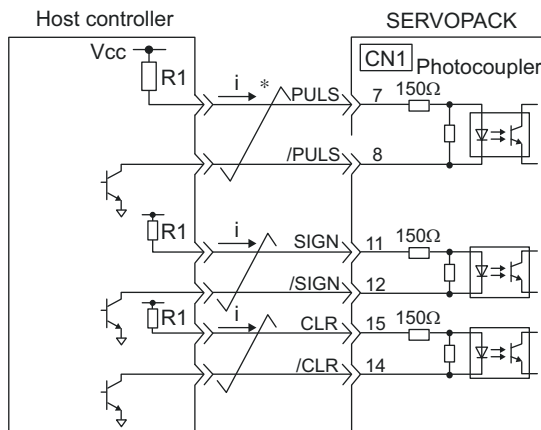 Host controller
SERVOPACK
Vcc
CN1
Photocoupler
R1
i
*
PULS
7
150Ω
/PULS
8
R1
i
SIGN
11
150Ω
/SIGN
12
R1
i
CLR
15
150Ω
/CLR
14